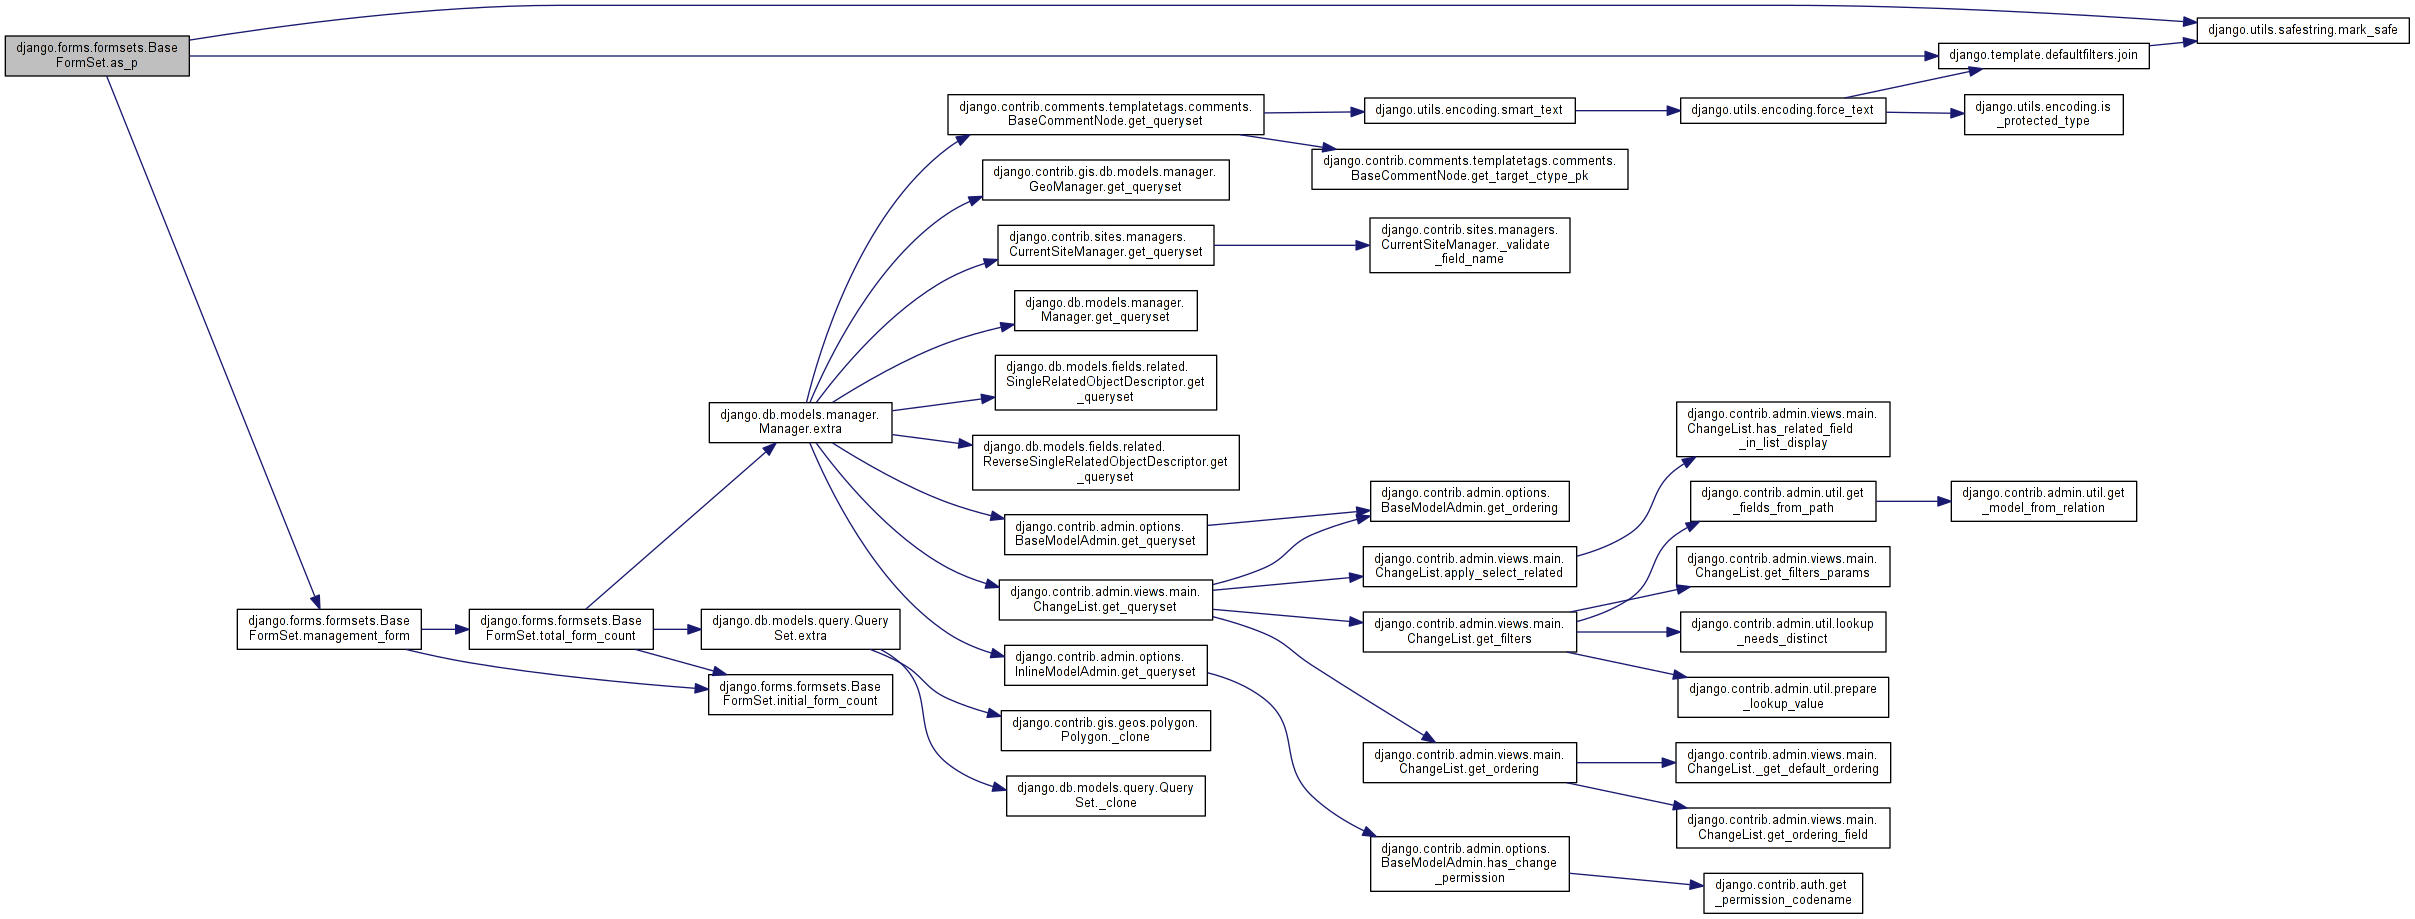 django.forms.formsets.Base
FormSet.as_p
django.utils.safestring.mark_safe
django.template.defaultfilters.join
django.contrib.comments.templatetags.comments.
BaseCommentNode.get_queryset
django.utils.encoding.smart_text
django.utils.encoding.force_text
django.utils.encoding.is
_protected_type
django.contrib.comments.templatetags.comments.
BaseCommentNode.get_target_ctype_pk
django.contrib.gis.db.models.manager.
GeoManager.get_queryset
django.contrib.sites.managers.
CurrentSiteManager.get_queryset
django.contrib.sites.managers.
CurrentSiteManager._validate
_field_name
django.db.models.manager.
Manager.get_queryset
django.db.models.fields.related.
SingleRelatedObjectDescriptor.get
_queryset
django.db.models.manager.
Manager.extra
django.db.models.fields.related.
ReverseSingleRelatedObjectDescriptor.get
_queryset
django.contrib.admin.views.main.
ChangeList.has_related_field
_in_list_display
django.contrib.admin.options.
BaseModelAdmin.get_queryset
django.contrib.admin.options.
BaseModelAdmin.get_ordering
django.contrib.admin.util.get
_fields_from_path
django.contrib.admin.util.get
_model_from_relation
django.contrib.admin.views.main.
ChangeList.get_queryset
django.contrib.admin.views.main.
ChangeList.apply_select_related
django.contrib.admin.views.main.
ChangeList.get_filters_params
django.forms.formsets.Base
FormSet.management_form
django.forms.formsets.Base
FormSet.total_form_count
django.db.models.query.Query
Set.extra
django.contrib.admin.views.main.
ChangeList.get_filters
django.contrib.admin.util.lookup
_needs_distinct
django.forms.formsets.Base
FormSet.initial_form_count
django.contrib.admin.options.
InlineModelAdmin.get_queryset
django.contrib.admin.util.prepare
_lookup_value
django.contrib.gis.geos.polygon.
Polygon._clone
django.contrib.admin.views.main.
ChangeList.get_ordering
django.contrib.admin.views.main.
ChangeList._get_default_ordering
django.db.models.query.Query
Set._clone
django.contrib.admin.views.main.
ChangeList.get_ordering_field
django.contrib.admin.options.
BaseModelAdmin.has_change
_permission
django.contrib.auth.get
_permission_codename